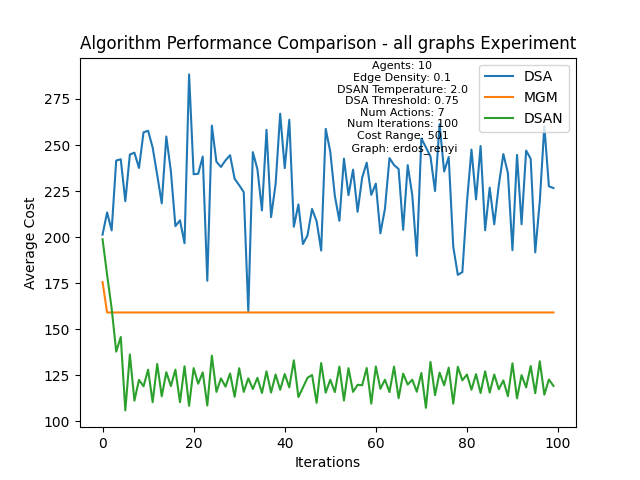 Algorithm Performance Comparison - all graphs Experiment
Agents: 10
Edge Density: 0.1
DSAN Temperature: 2.0
DSA Threshold: 0.75
Num Actions: 7
Num Iterations: 100
Cost Range: 501
Graph: erdos_renyi
DSA
MGM
DSAN
Average Cost
275
250
225
200
175
150
125
100
0
20
40
60
80
100
Iterations